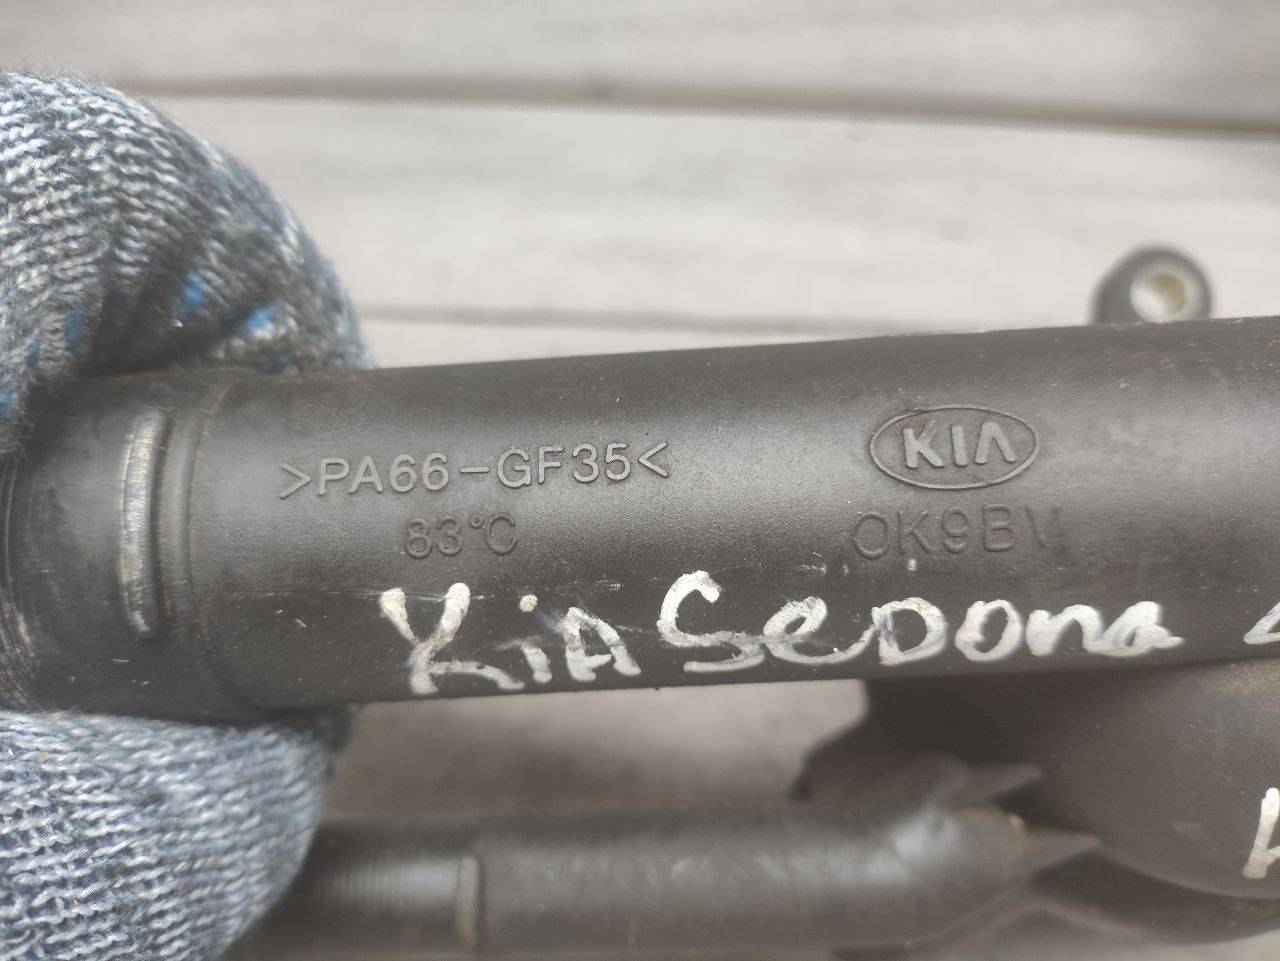 >PA66-GF35<
KIA
83°C
OK9BV
KiA SeDona